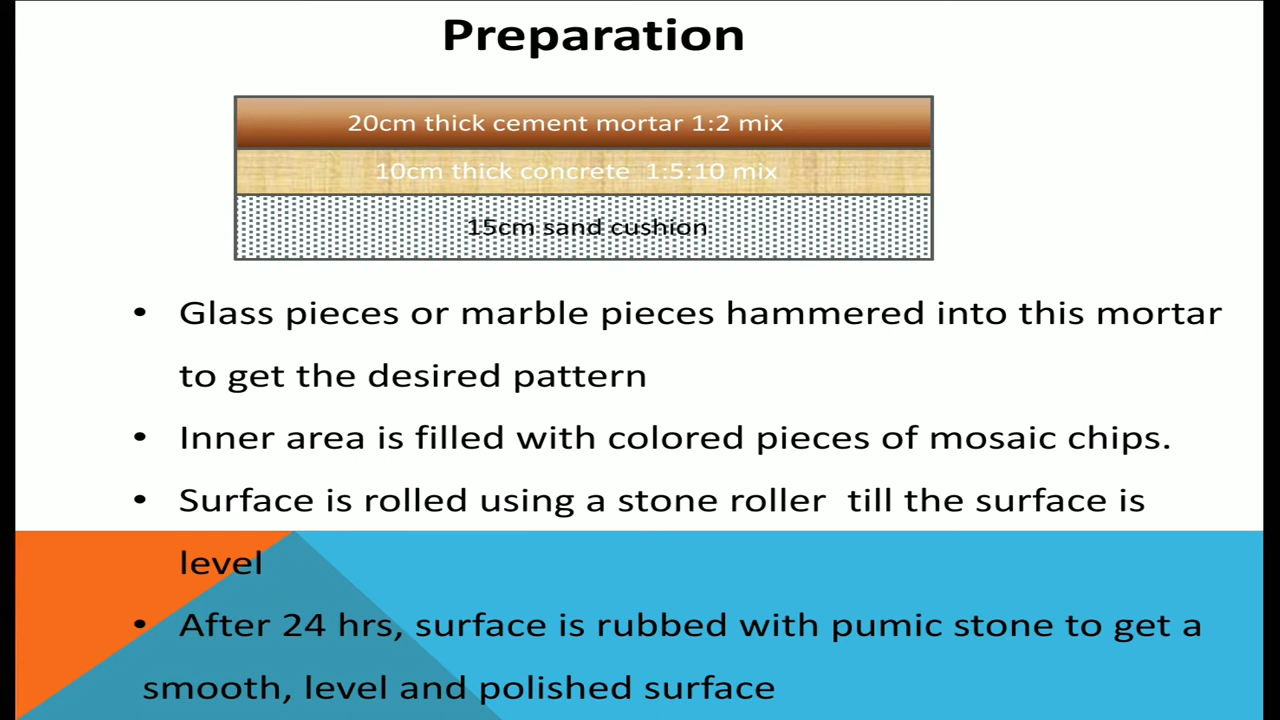 Preparation
20cm thick cement mortar 1:2 mix
10cm thick concrete 1:5:10 mix
15cm sand cushion
• Glass pieces or marble pieces hammered into this mortar
to get the desired pattern
• Inner area is filled with colored pieces of mosaic chips.
• Surface is rolled using a stone roller till the surface is
level
• After 24 hrs, surface is rubbed with pumic stone to get a
smooth, level and polished surface